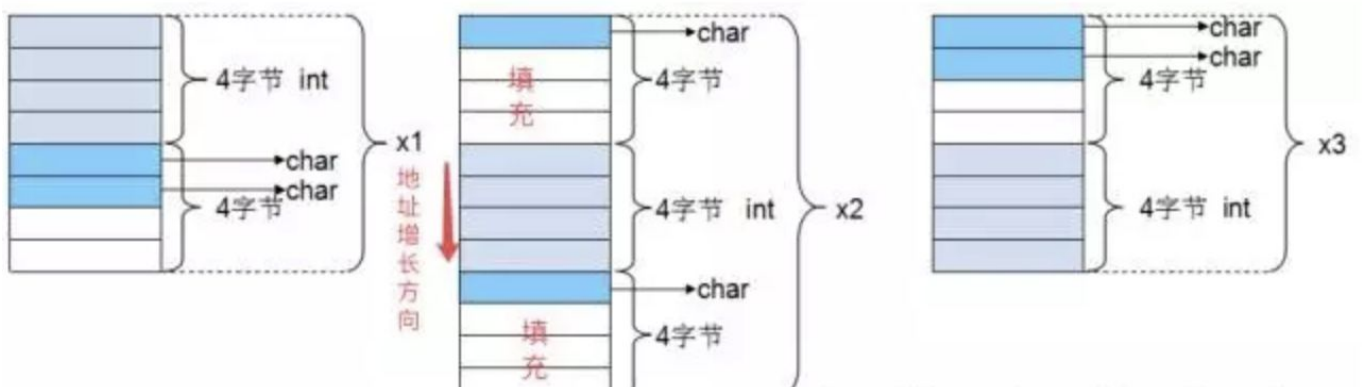 4字节 int
char
char
4字节
x1
地址增长方向
char
填充
4字节
4字节 int
x2
char
填充
4字节
char
char
4字节
x3
4字节 int